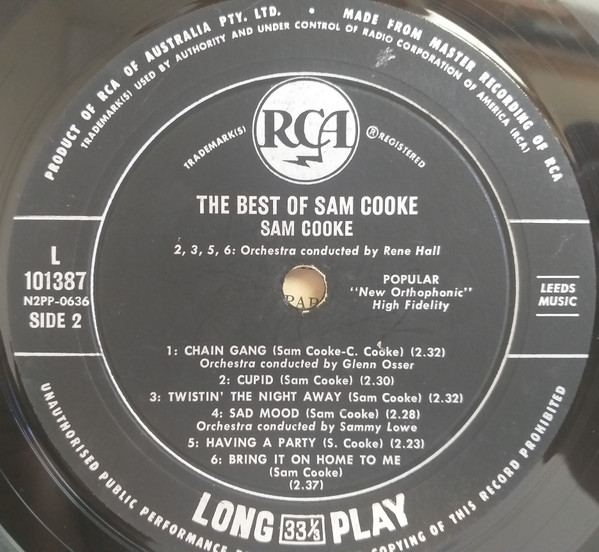 PRODUCT OF RCA OF AUSTRALIA PTY. LTD. • MADE FROM MASTER RECORDING OF RCA
TRADEMARK(S) USED BY AUTHORITY AND UNDER CONTROL OF RADIO CORPORATION OF AMERICA (RCA)
TRADEMARK(S) RCA ®REGISTERED
THE BEST OF SAM COOKE
SAM COOKE
2, 3, 5, 6: Orchestra conducted by Rene Hall
L
101387
N2PP-0636
SIDE 2
POPULAR
"New Orthophonic"
High Fidelity
LEEDS
MUSIC
1: CHAIN GANG (Sam Cooke-C. Cooke) (2.32)
Orchestra conducted by Glenn Osser
2: CUPID (Sam Cooke) (2.30)
3: TWISTIN' THE NIGHT AWAY (Sam Cooke) (2.32)
4: SAD MOOD (Sam Cooke) (2.28)
Orchestra conducted by Sammy Lowe
5: HAVING A PARTY (S. Cooke) (2.23)
6: BRING IT ON HOME TO ME
(Sam Cooke)
(2.37)
LONG 33⅓ PLAY
UNAUTHORISED PUBLIC PERFORMANCE COPYING OF THIS RECORD PROHIBITED